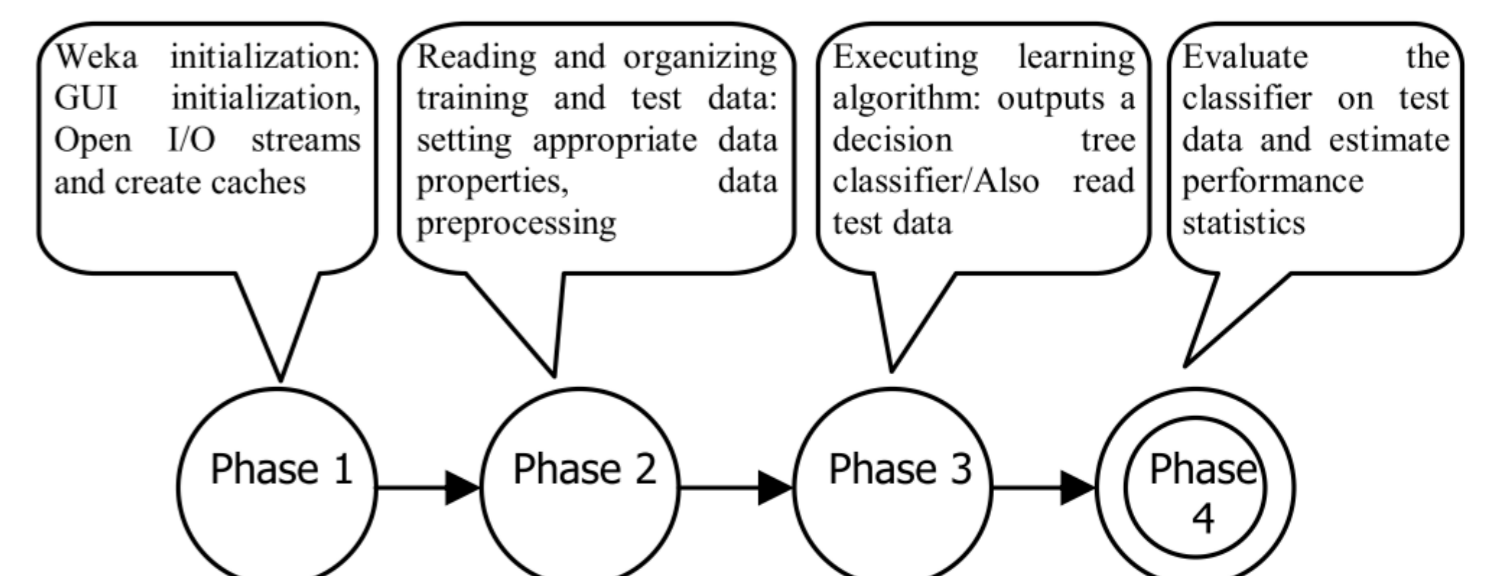 Weka initialization:
GUI initialization,
Open I/O streams
and create caches
Reading and organizing
training and test data:
setting appropriate data
properties, data
preprocessing
Executing learning
algorithm: outputs a
decision tree
classifier/Also read
test data
Evaluate the
classifier on test
data and estimate
performance
statistics
Phase 1
Phase 2
Phase 3
Phase
4